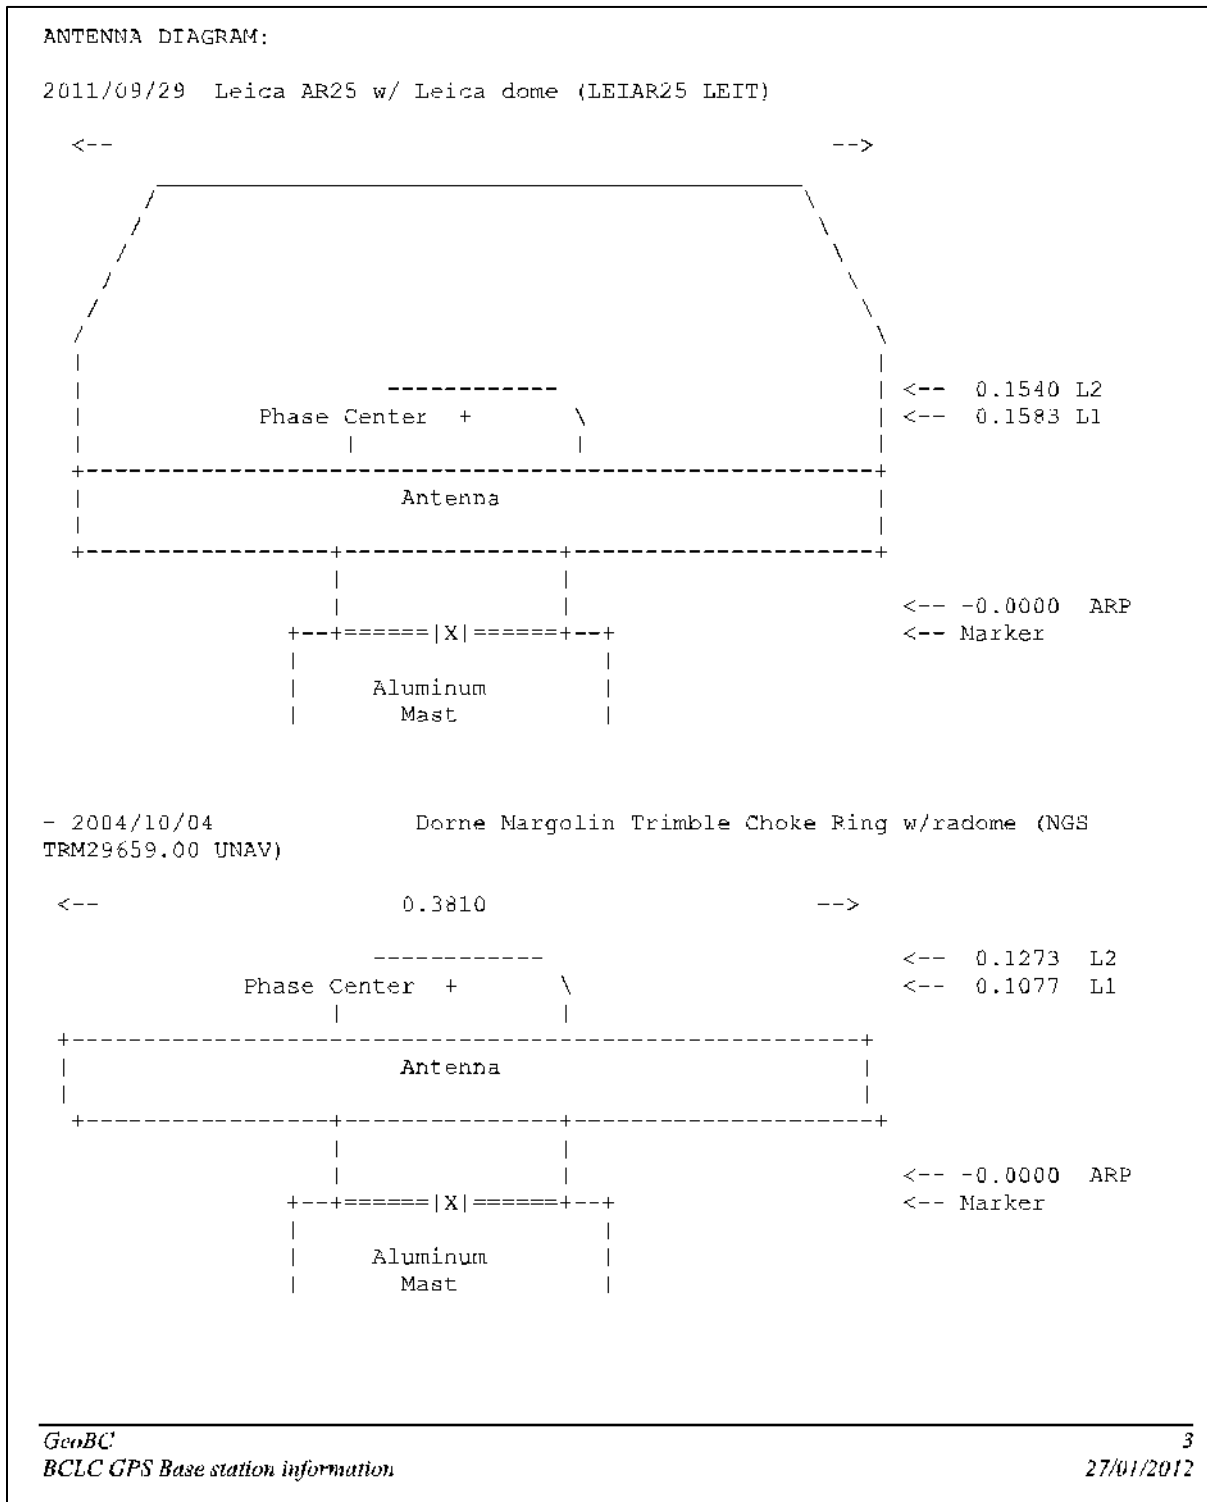 ANTENNA DIAGRAM:
2011/09/29 Leica AR25 w/ Leica dome (LEIAR25 LEIT)
<-- -->
<-- 0.1540 L2
Phase Center + <-- 0.1583 L1
Antenna
<-- -0.0000 ARP
+--+======|X|======+--+ <-- Marker
Aluminum
Mast
- 2004/10/04 Dorne Margolin Trimble Choke Ring w/radome (NGS
TRM29659.00 UNAV)
<-- 0.3810 -->
<-- 0.1273 L2
Phase Center + <-- 0.1077 L1
Antenna
<-- -0.0000 ARP
+--+======|X|======+--+ <-- Marker
Aluminum
Mast
GeoBC 3
BCLC GPS Base station information 27/01/2012